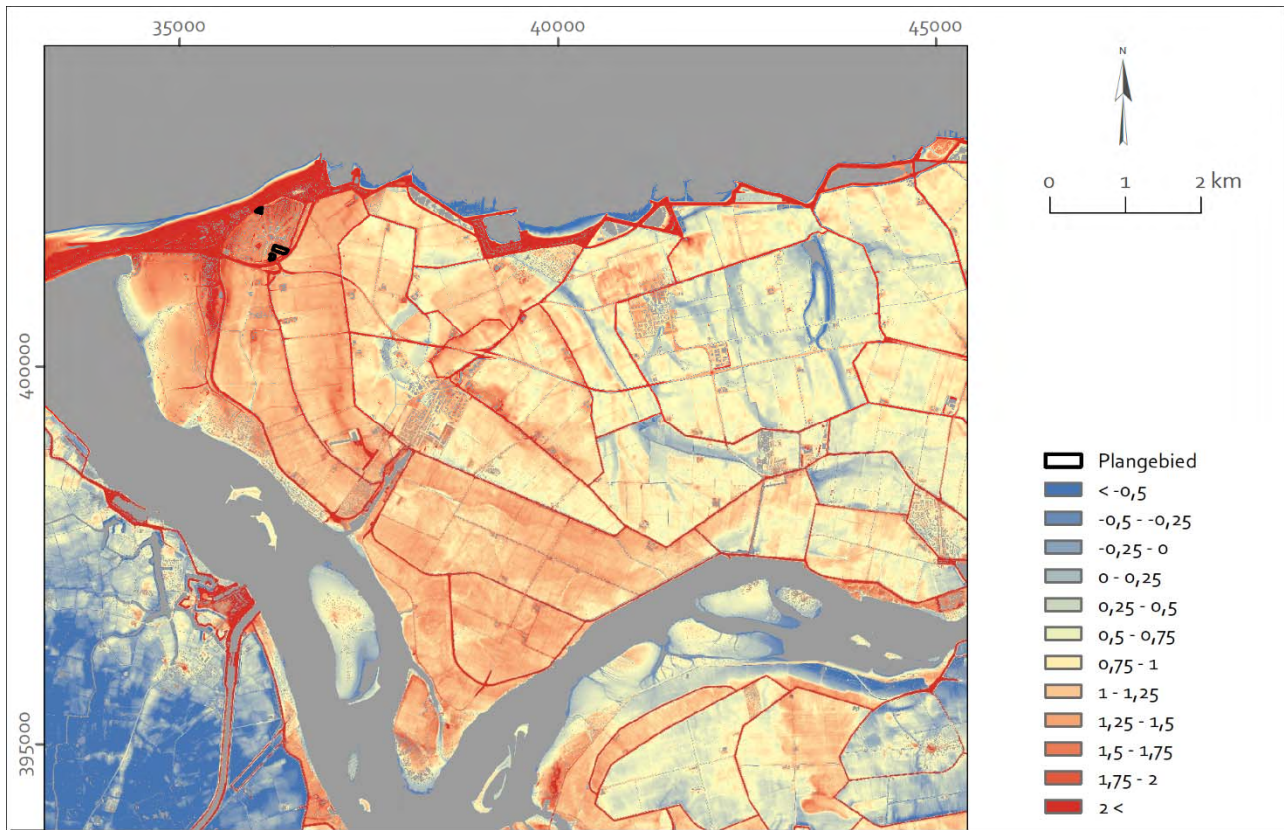 35000
40000
45000
N
0 1 2 km
400000
395000
Plangebied
< -0,5
-0,5 - -0,25
-0,25 - 0
0 - 0,25
0,25 - 0,5
0,5 - 0,75
0,75 - 1
1 - 1,25
1,25 - 1,5
1,5 - 1,75
1,75 - 2
2 <